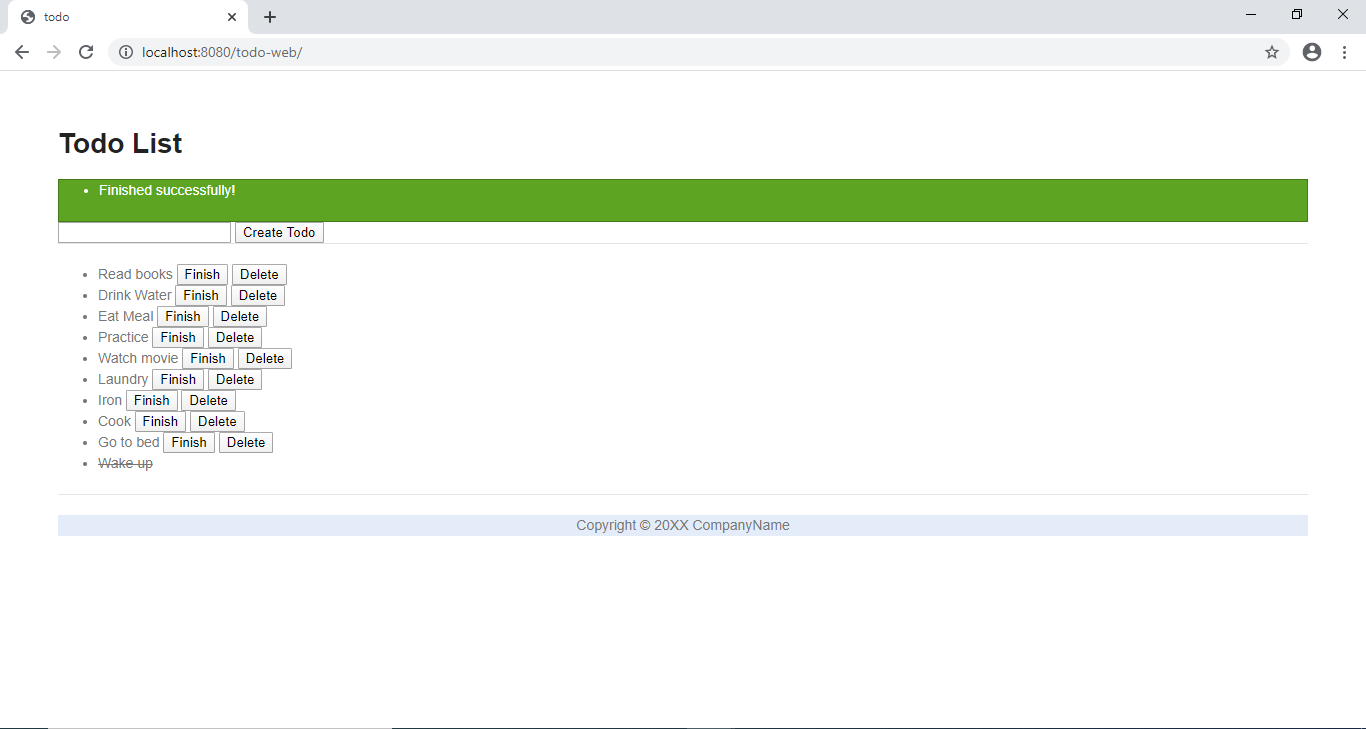 todo
localhost:8080/todo-web/
Todo List
Finished successfully!
Create Todo
Read books Finish Delete
Drink Water Finish Delete
Eat Meal Finish Delete
Practice Finish Delete
Watch movie Finish Delete
Laundry Finish Delete
Iron Finish Delete
Cook Finish Delete
Go to bed Finish Delete
Wake up
Copyright © 20XX CompanyName